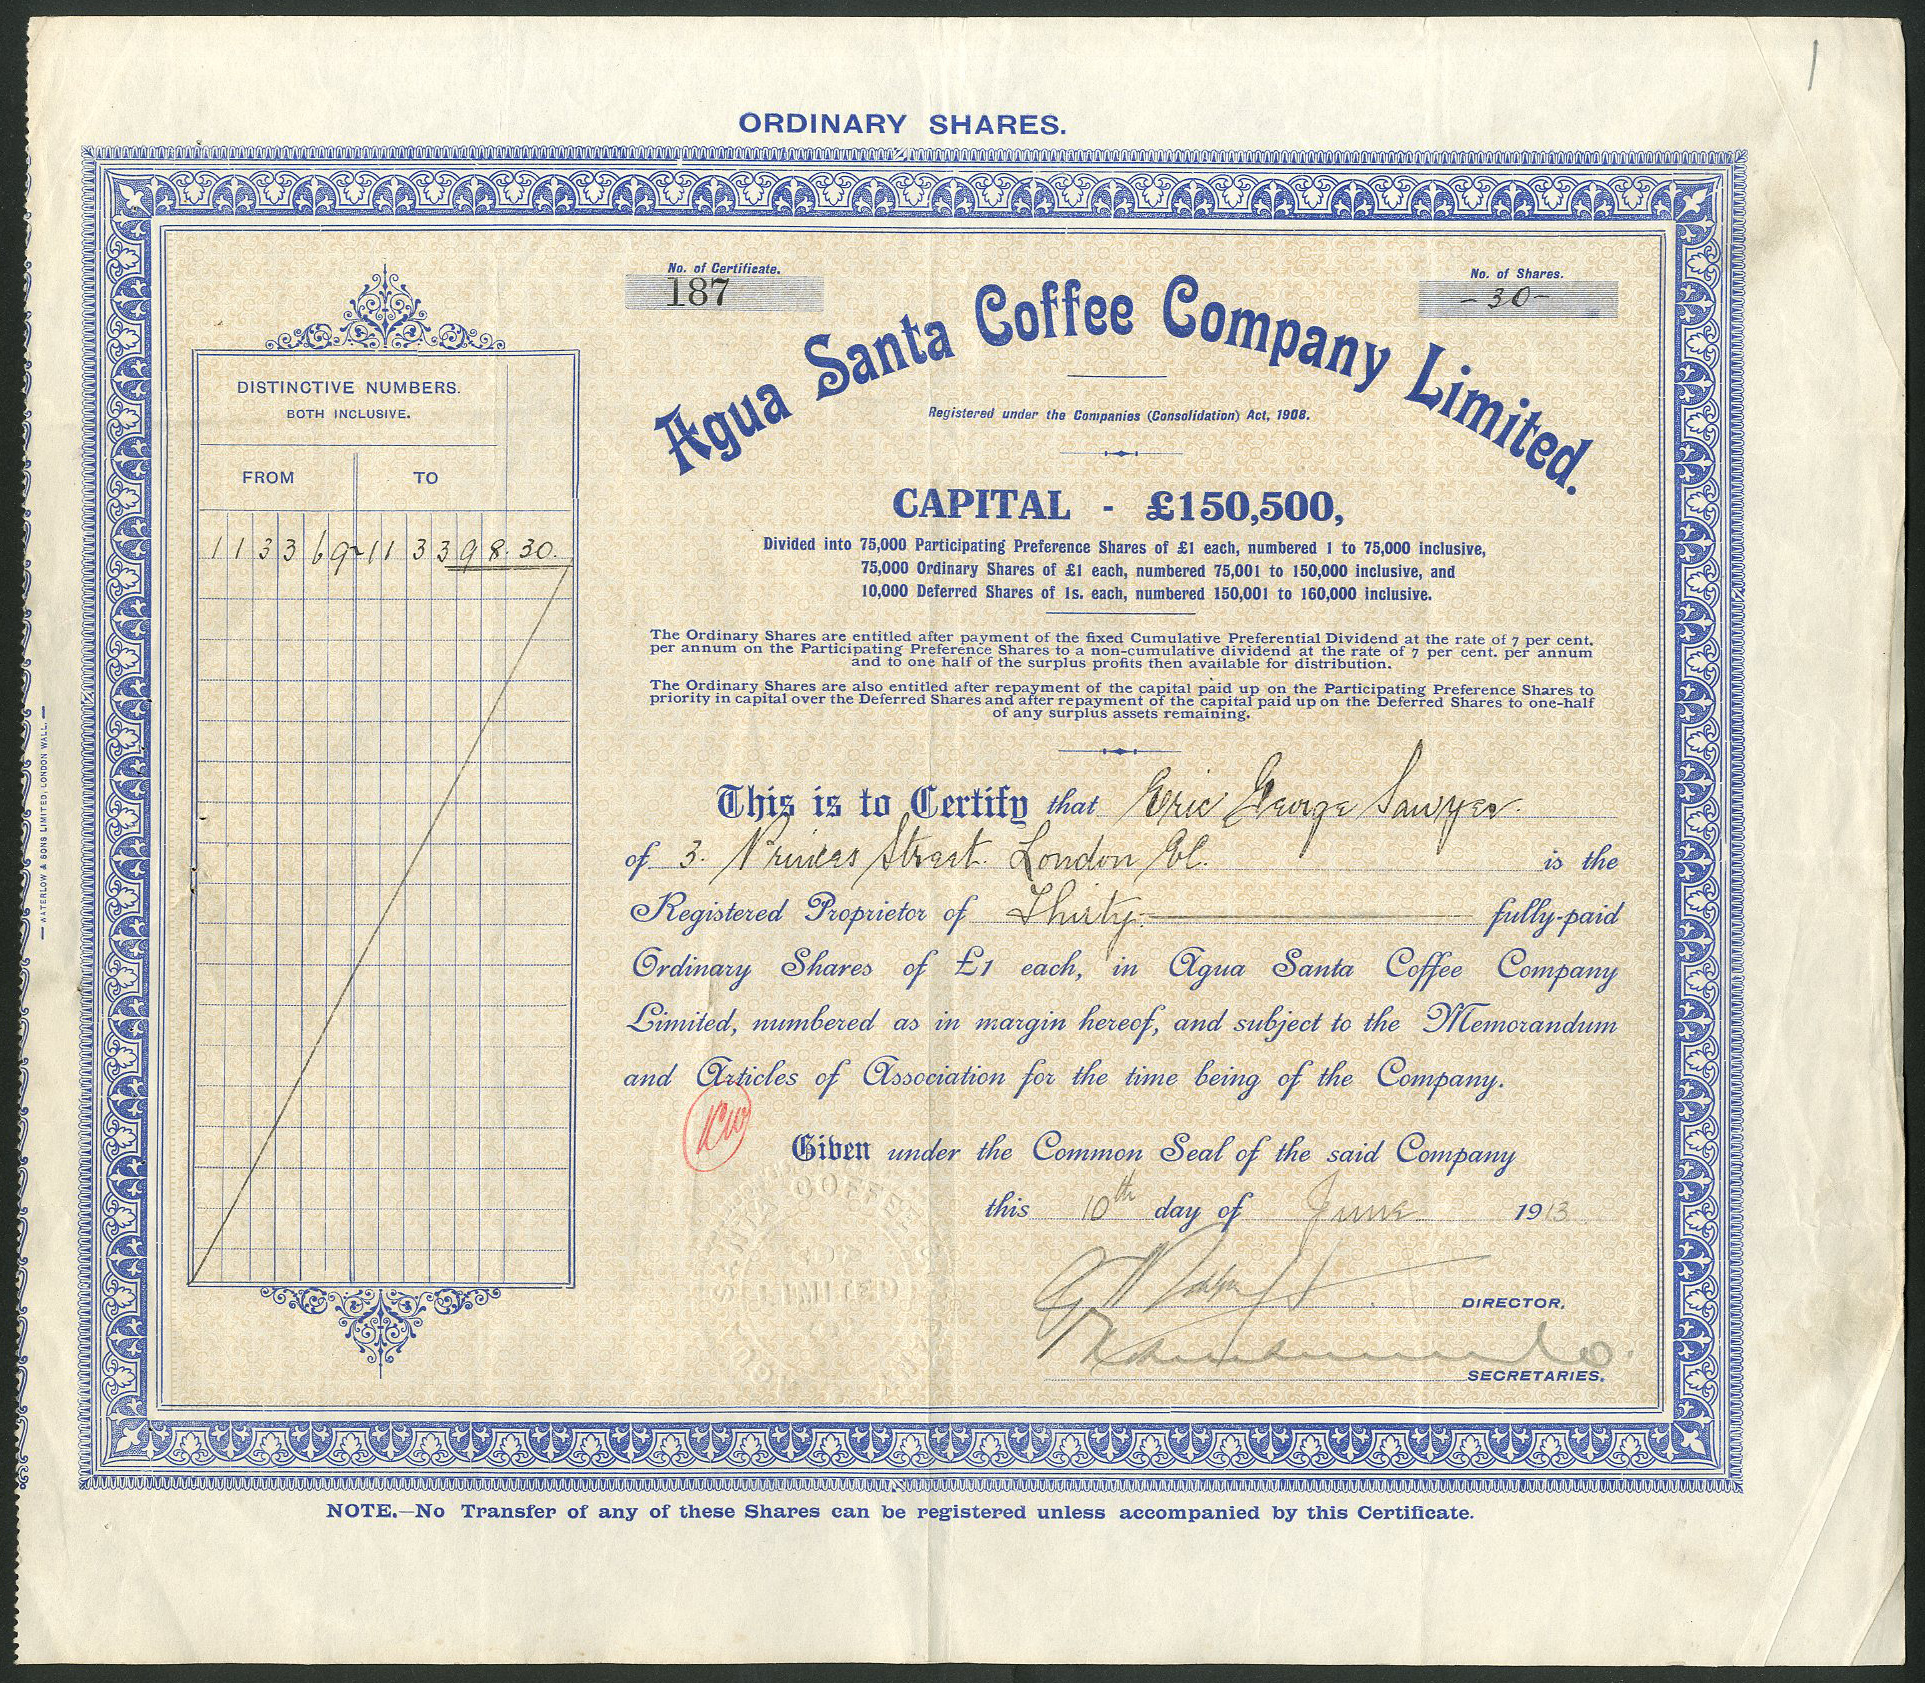 ORDINARY SHARES.
No. of Certificate.
187
No. of Shares.
-30-
Agua Santa Coffee Company Limited.
Registered under the Companies (Consolidation) Act, 1908.
CAPITAL - £150,500,
Divided into 75,000 Participating Preference Shares of £1 each, numbered 1 to 75,000 inclusive,
75,000 Ordinary Shares of £1 each, numbered 75,001 to 150,000 inclusive, and
10,000 Deferred Shares of 1s. each, numbered 150,001 to 160,000 inclusive.
The Ordinary Shares are entitled after payment of the fixed Cumulative Preferential Dividend at the rate of 7 per cent.
per annum on the Participating Preference Shares to a non-cumulative dividend at the rate of 7 per cent. per annum
and to one half of the surplus profits then available for distribution.
The Ordinary Shares are also entitled after repayment of the capital paid up on the Participating Preference Shares to
priority in capital over the Deferred Shares and after repayment of the capital paid up on the Deferred Shares to one-half
of any surplus assets remaining.
DISTINCTIVE NUMBERS.
BOTH INCLUSIVE.
FROM TO
113369-113398. 30.
This is to Certify that Eric George Sawyer.
of 3. Princes Street. London EC. is the
Registered Proprietor of Thirty fully-paid
Ordinary Shares of £1 each, in Agua Santa Coffee Company
Limited, numbered as in margin hereof, and subject to the Memorandum
and Articles of Association for the time being of the Company.
Given under the Common Seal of the said Company
this 10th day of June 1913
DIRECTOR.
SECRETARIES.
NOTE.—No Transfer of any of these Shares can be registered unless accompanied by this Certificate.
— WATERLOW & SONS LIMITED, LONDON WALL. —